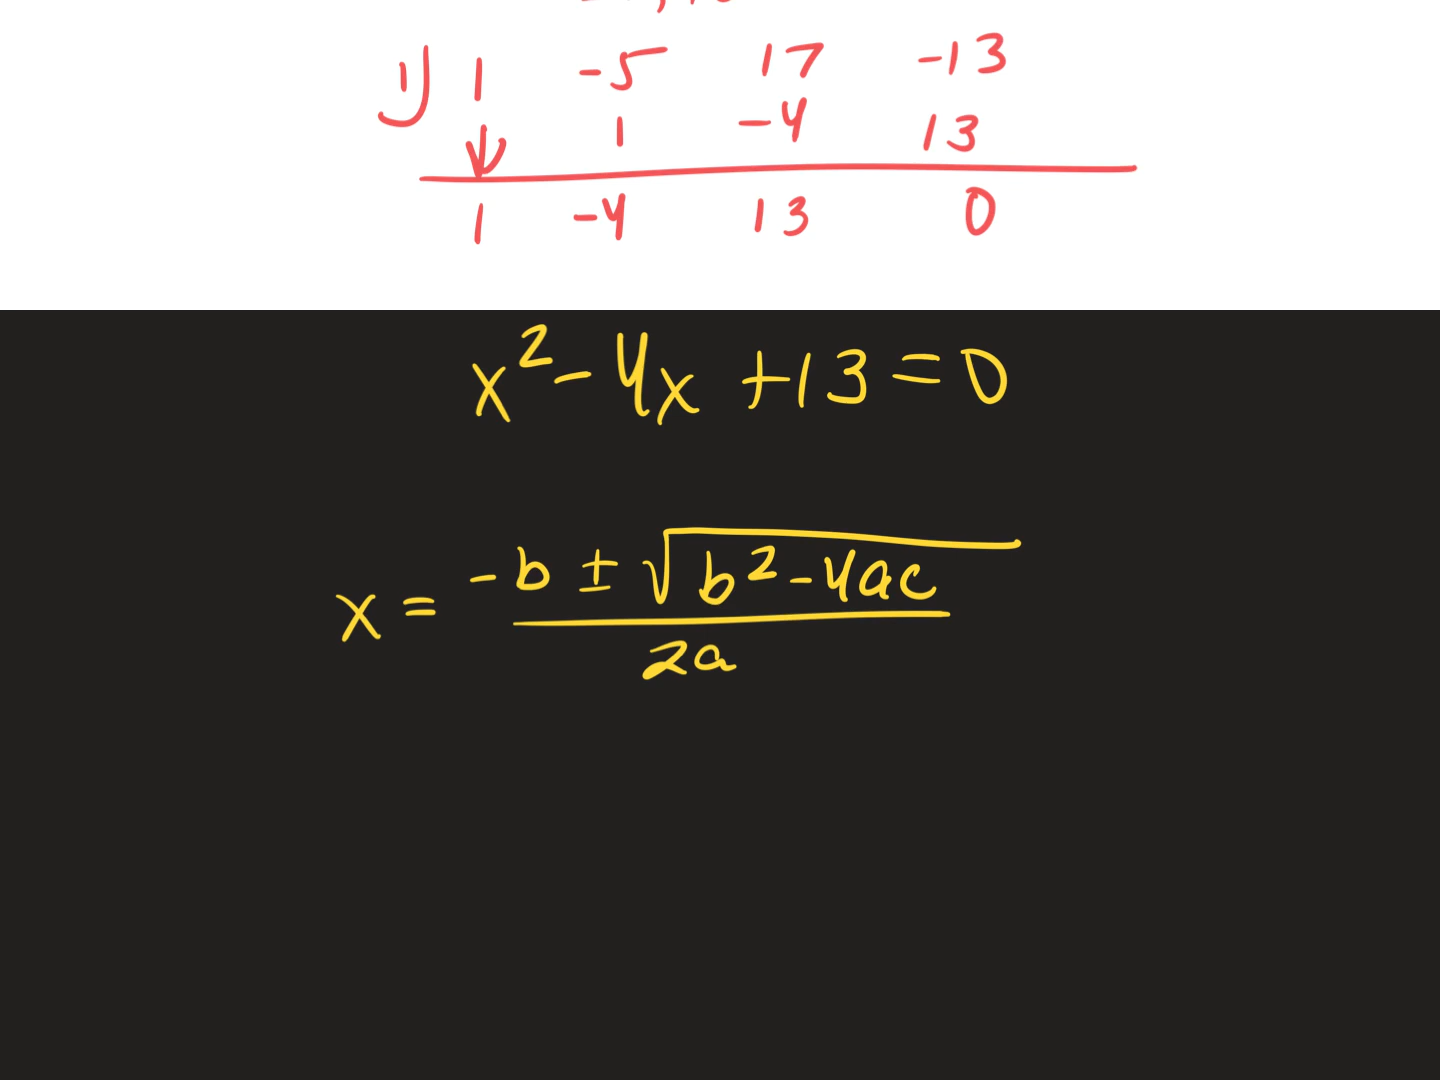 1 1 -5 17 -13
1 -4 13
1 -4 13 0
x² - 4x + 13 = 0
x = -b ± √b² - 4ac
2a